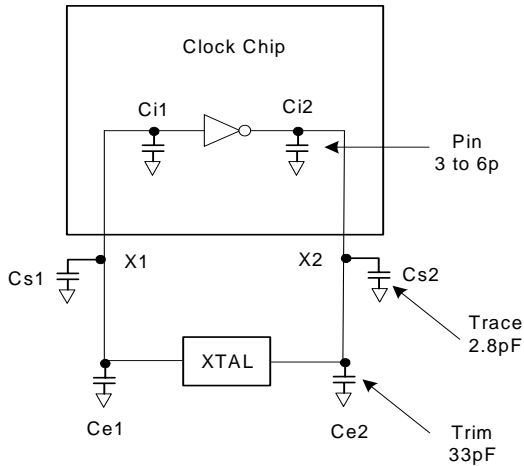 Clock Chip
Ci1
Ci2
Pin
3 to 6p
X1
X2
Cs1
Cs2
Trace
2.8pF
XTAL
Ce1
Ce2
Trim
33pF